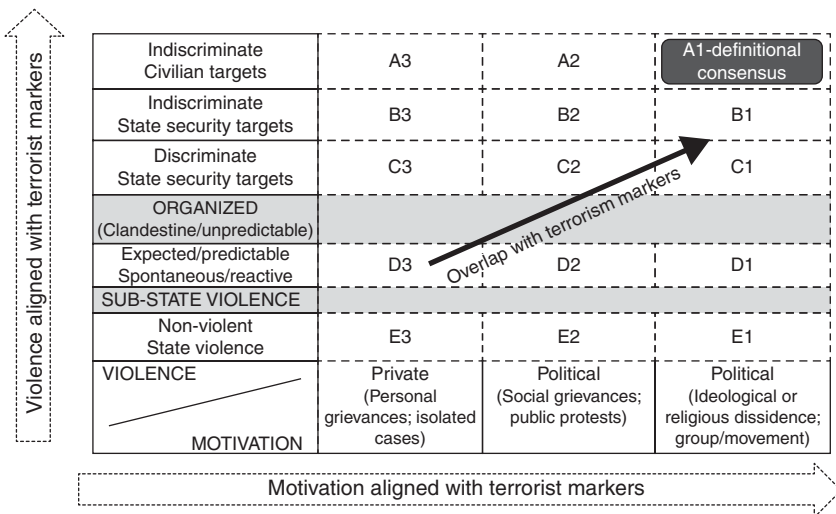 Violence aligned with terrorist markers
Indiscriminate
Civilian targets
A3
A2
A1-definitional
consensus
Indiscriminate
State security targets
B3
B2
B1
Discriminate
State security targets
C3
C2
C1
ORGANIZED
(Clandestine/unpredictable)
Overlap with terrorism markers
Expected/predictable
Spontaneous/reactive
D3
D2
D1
SUB-STATE VIOLENCE
Non-violent
State violence
E3
E2
E1
VIOLENCE
MOTIVATION
Private
(Personal
grievances; isolated
cases)
Political
(Social grievances;
public protests)
Political
(Ideological or
religious dissidence;
group/movement)
Motivation aligned with terrorist markers